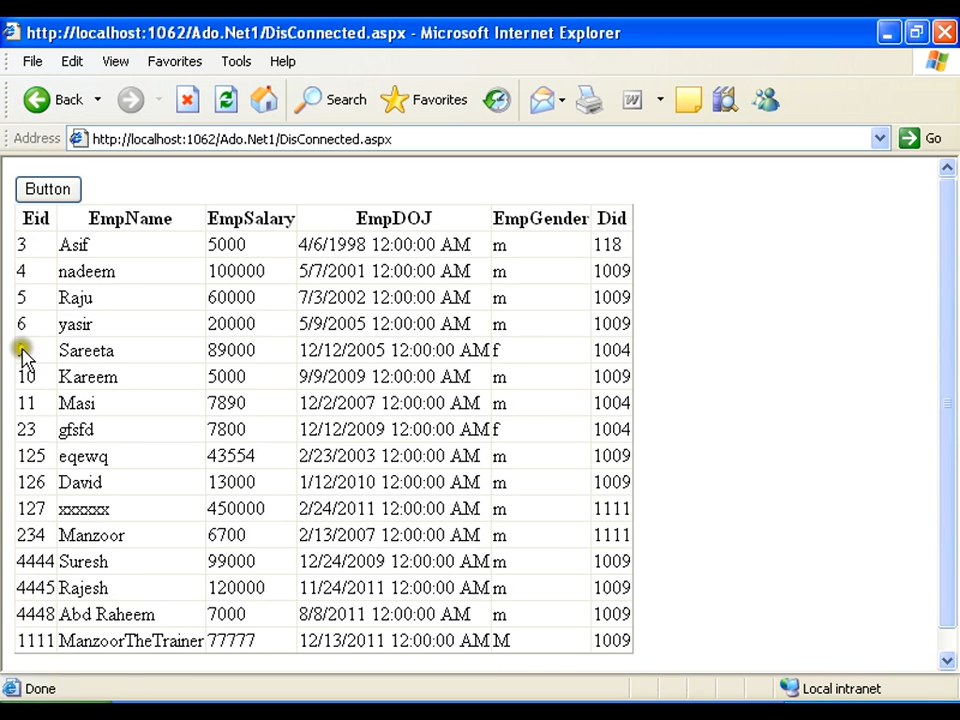 http://localhost:1062/Ado.Net1/DisConnected.aspx - Microsoft Internet Explorer
File Edit View Favorites Tools Help
Back Search Favorites
Address http://localhost:1062/Ado.Net1/DisConnected.aspx Go
Button
Eid EmpName EmpSalary EmpDOJ EmpGender Did
3 Asif 5000 4/6/1998 12:00:00 AM m 118
4 nadeem 100000 5/7/2001 12:00:00 AM m 1009
5 Raju 60000 7/3/2002 12:00:00 AM m 1009
6 yasir 20000 5/9/2005 12:00:00 AM m 1009
Sareeta 89000 12/12/2005 12:00:00 AM f 1004
10 Kareem 5000 9/9/2009 12:00:00 AM m 1009
11 Masi 7890 12/2/2007 12:00:00 AM m 1004
23 gfsfd 7800 12/12/2009 12:00:00 AM f 1004
125 eqewq 43554 2/23/2003 12:00:00 AM m 1009
126 David 13000 1/12/2010 12:00:00 AM m 1009
127 xxxxxx 450000 2/24/2011 12:00:00 AM m 1111
234 Manzoor 6700 2/13/2007 12:00:00 AM m 1111
4444 Suresh 99000 12/24/2009 12:00:00 AM m 1009
4445 Rajesh 120000 11/24/2011 12:00:00 AM m 1009
4448 Abd Raheem 7000 8/8/2011 12:00:00 AM m 1009
1111 ManzoorTheTrainer 77777 12/13/2011 12:00:00 AM M 1009
Done Local intranet